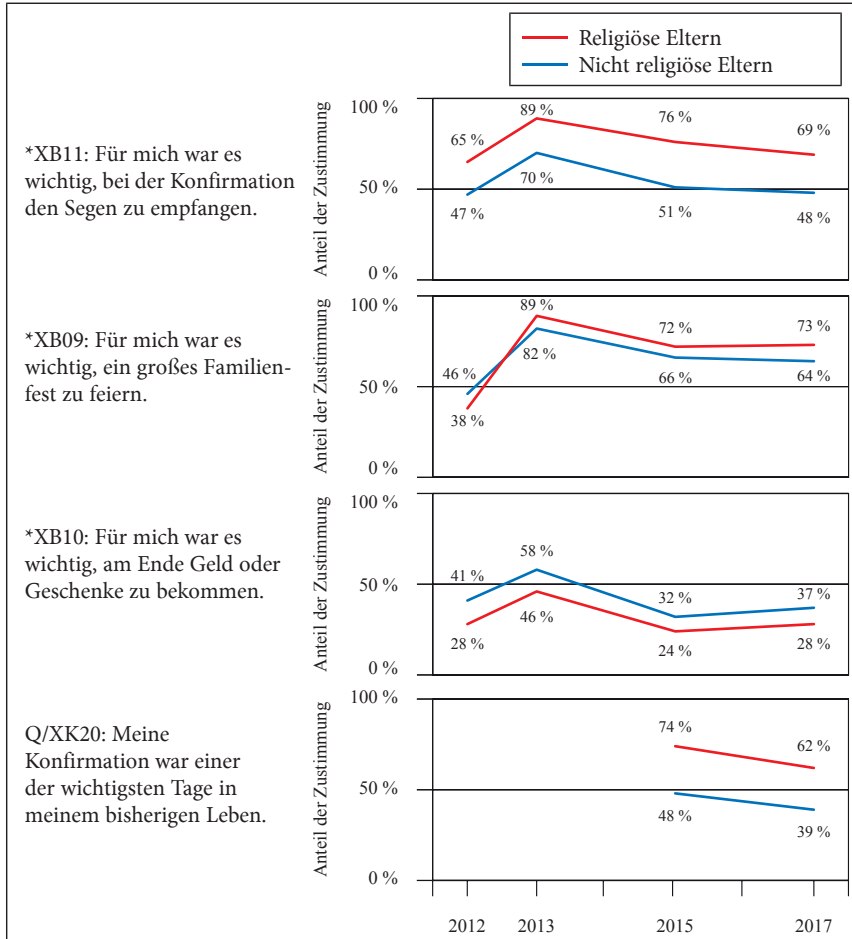 Religiöse Eltern
Nicht religiöse Eltern
*XB11: Für mich war es
wichtig, bei der Konfirmation
den Segen zu empfangen.
Anteil der Zustimmung
100 %
50 %
0 %
65 %
89 %
76 %
69 %
47 %
70 %
51 %
48 %
*XB09: Für mich war es
wichtig, ein großes Familien-
fest zu feiern.
Anteil der Zustimmung
100 %
50 %
0 %
46 %
89 %
72 %
73 %
38 %
82 %
66 %
64 %
*XB10: Für mich war es
wichtig, am Ende Geld oder
Geschenke zu bekommen.
Anteil der Zustimmung
100 %
50 %
0 %
41 %
58 %
32 %
37 %
28 %
46 %
24 %
28 %
Q/XK20: Meine
Konfirmation war einer
der wichtigsten Tage in
meinem bisherigen Leben.
Anteil der Zustimmung
100 %
50 %
0 %
74 %
62 %
48 %
39 %
2012 2013 2015 2017